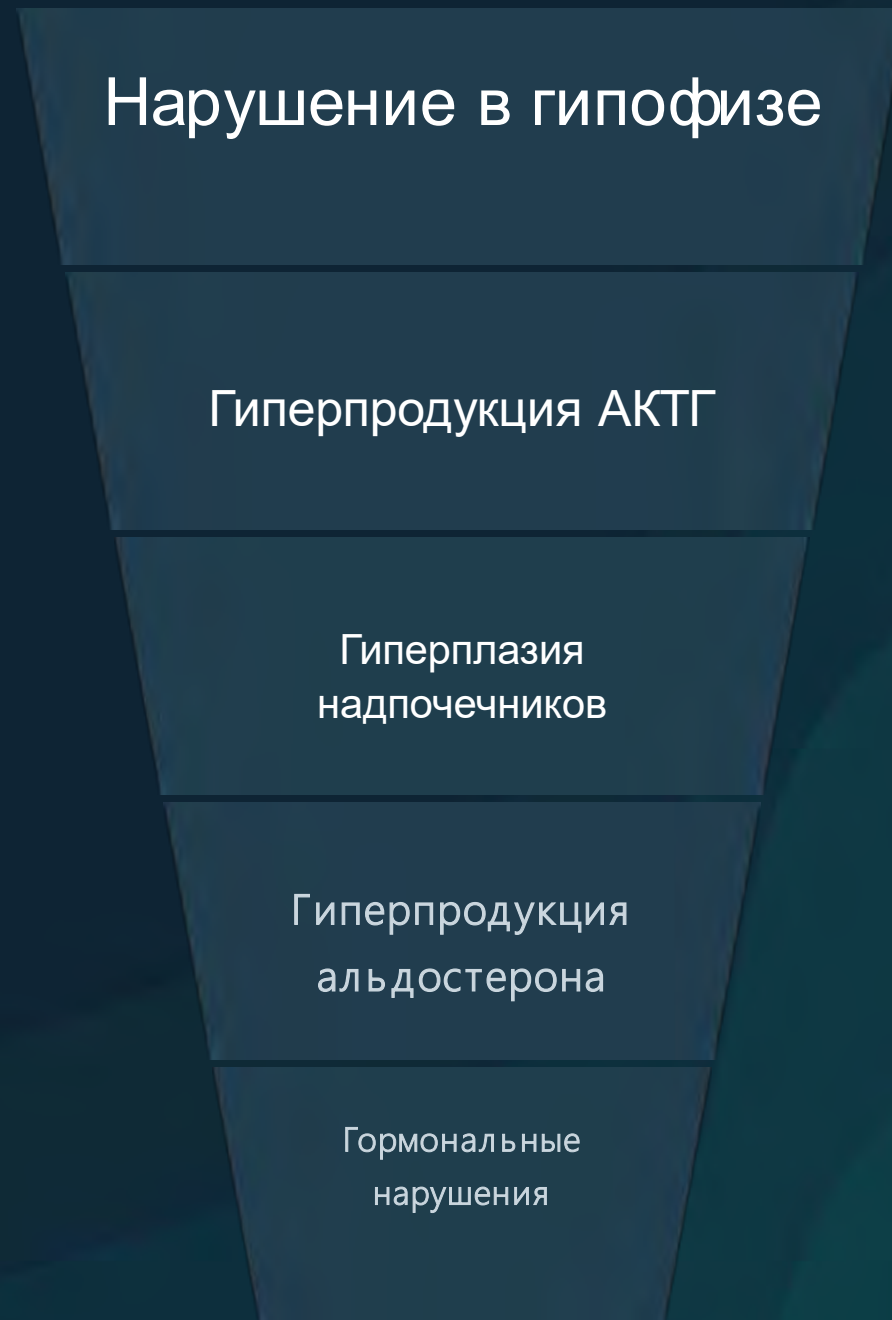 Нарушение в гипофизе
Гиперпродукция АКТГ
Гиперплазия
надпочечников
Гиперпродукция
альдостерона
Гормональные
нарушения